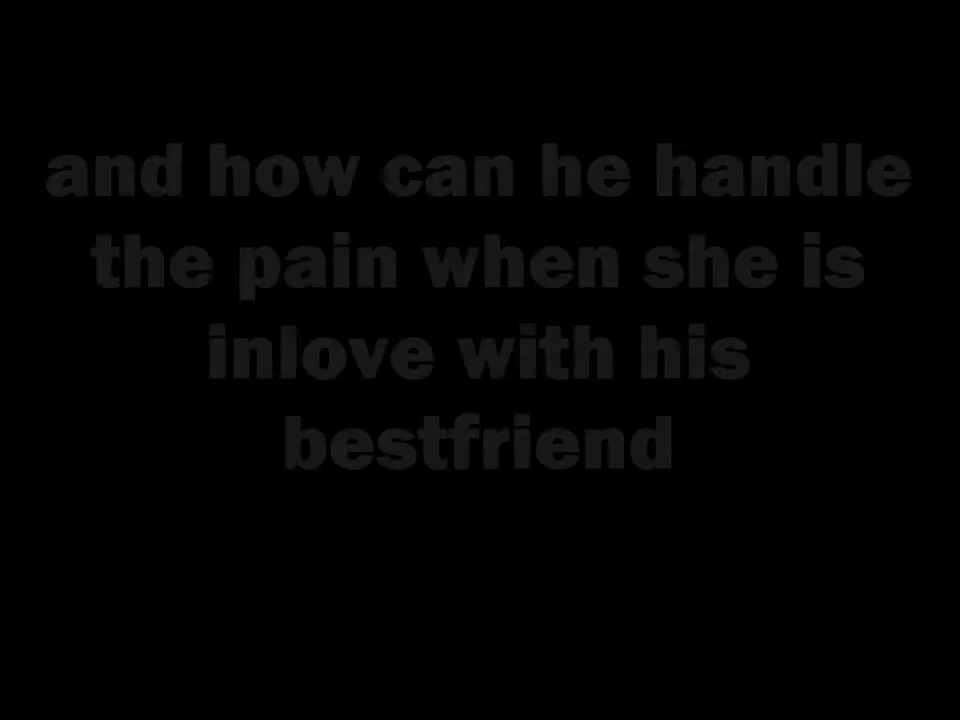 and how can he handle
the pain when she is
inlove with his
bestfriend